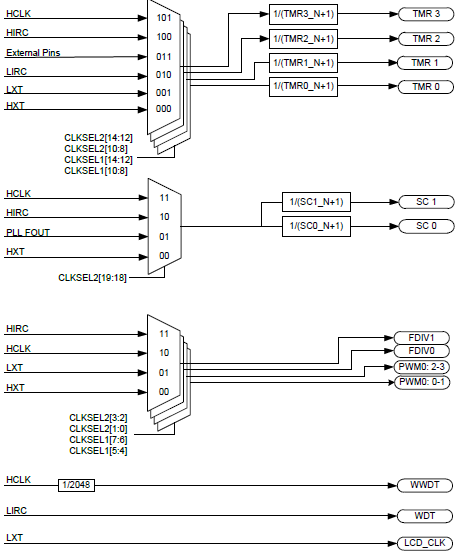 HCLK 101 1/(TMR3_N+1) TMR 3
HIRC 100 1/(TMR2_N+1) TMR 2
External Pins 011 1/(TMR1_N+1) TMR 1
LIRC 010 1/(TMR0_N+1) TMR 0
LXT 001
HXT 000
CLKSEL2[14:12]
CLKSEL2[10:8]
CLKSEL1[14:12]
CLKSEL1[10:8]
HCLK 11 1/(SC1_N+1) SC 1
HIRC 10 1/(SC0_N+1) SC 0
PLL FOUT 01
HXT 00
CLKSEL2[19:18]
HIRC 11 FDIV1
HCLK 10 FDIV0
LXT 01 PWM0: 2-3
HXT 00 PWM0: 0-1
CLKSEL2[3:2]
CLKSEL2[1:0]
CLKSEL1[7:6]
CLKSEL1[5:4]
HCLK 1/2048 WWDT
LIRC WDT
LXT LCD_CLK